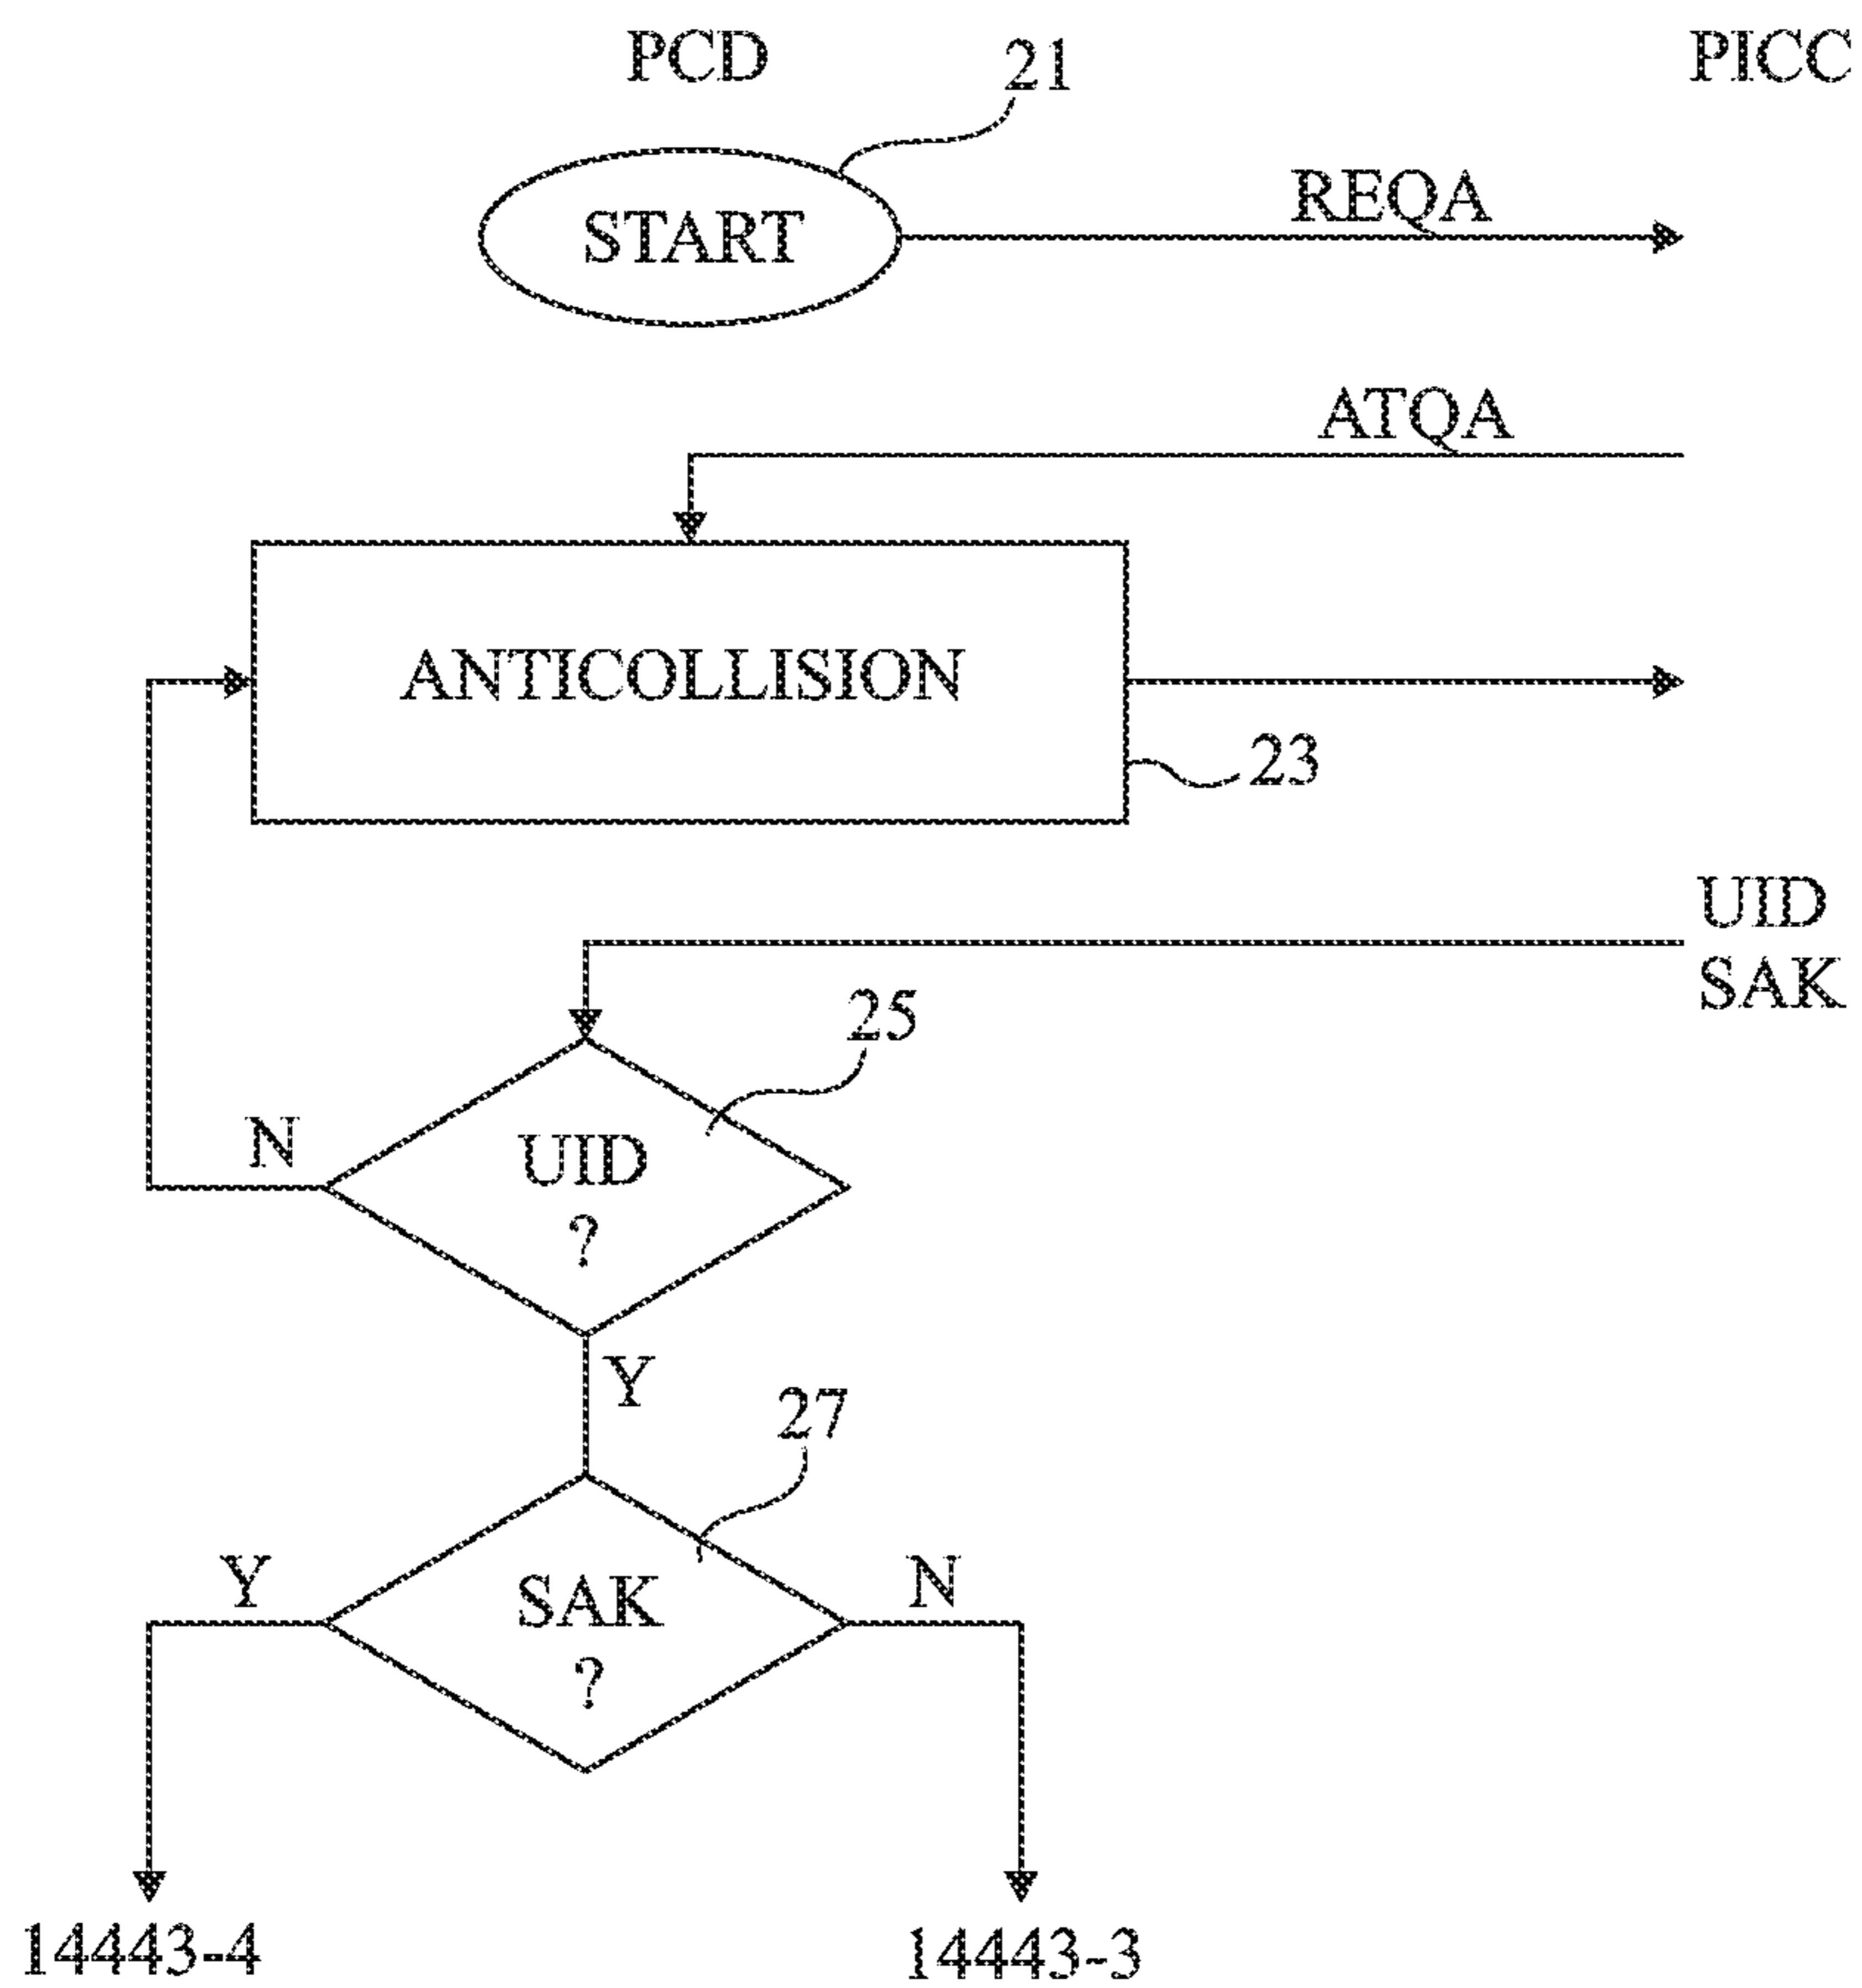 PCD
21
PICC
REQA
START
ATQA
ANTICOLLISION
23
UID
SAK
25
N
UID
?
Y
27
Y
N
SAK
?
14443-4
14443-3